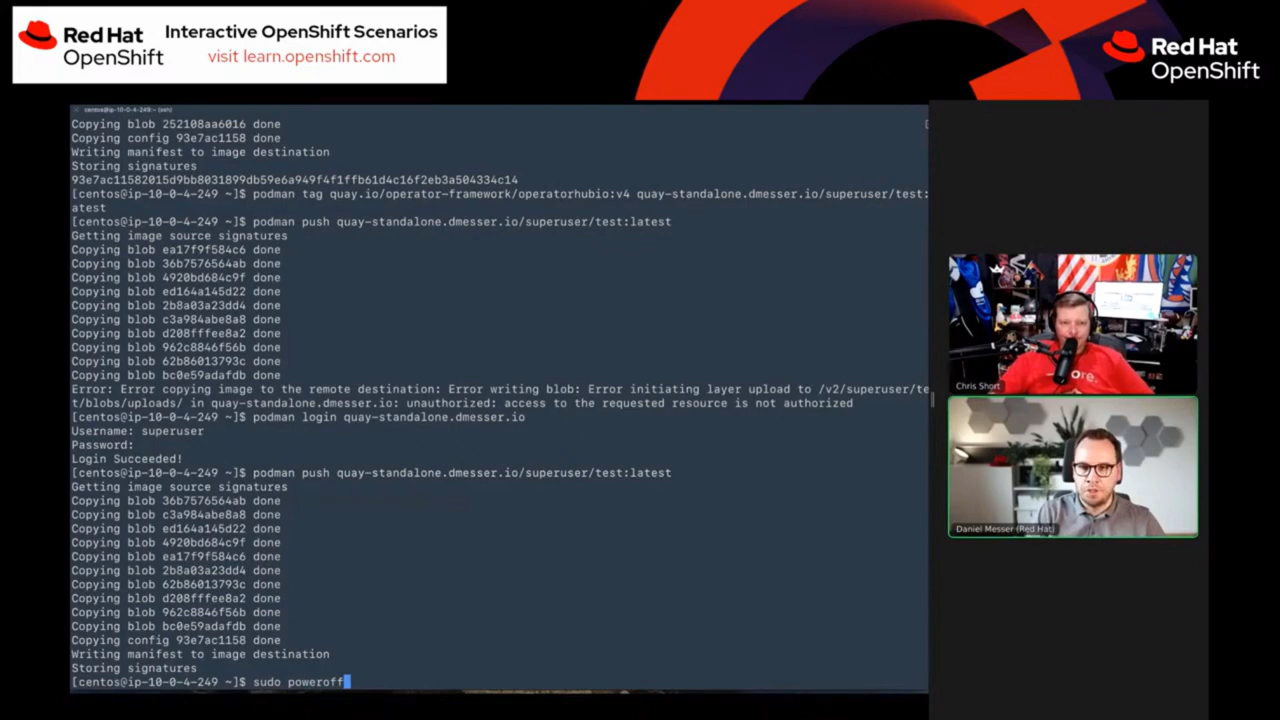 Red Hat
OpenShift
Interactive OpenShift Scenarios
visit learn.openshift.com
Red Hat
OpenShift
centos@ip-10-0-4-249:~ (ssh)
Copying blob 252108aa6016 done
Copying config 93e7ac1158 done
Writing manifest to image destination
Storing signatures
93e7ac11582015d9bb8031899db59e6a949f4f1ffb61d4c16f2eb3a504334c14
[centos@ip-10-0-4-249 ~]$ podman tag quay.io/operator-framework/operatorhubio:v4 quay-standalone.dmesser.io/superuser/test:
atest
[centos@ip-10-0-4-249 ~]$ podman push quay-standalone.dmesser.io/superuser/test:latest
Getting image source signatures
Copying blob ea17f9f584c6 done
Copying blob 36b7576564ab done
Copying blob 4920bd684c9f done
Copying blob ed164a145d22 done
Copying blob 2b8a03a23dd4 done
Copying blob c3a984abe8a8 done
Copying blob d208fffee8a2 done
Copying blob 962c8846f56b done
Copying blob 62b86013793c done
Copying blob bc0e59adafdb done
Error: Error copying image to the remote destination: Error writing blob: Error initiating layer upload to /v2/superuser/te
t/blobs/uploads/ in quay-standalone.dmesser.io: unauthorized: access to the requested resource is not authorized
[centos@ip-10-0-4-249 ~]$ podman login quay-standalone.dmesser.io
Username: superuser
Password:
Login Succeeded!
[centos@ip-10-0-4-249 ~]$ podman push quay-standalone.dmesser.io/superuser/test:latest
Getting image source signatures
Copying blob 36b7576564ab done
Copying blob c3a984abe8a8 done
Copying blob ed164a145d22 done
Copying blob 4920bd684c9f done
Copying blob ea17f9f584c6 done
Copying blob 2b8a03a23dd4 done
Copying blob 62b86013793c done
Copying blob d208fffee8a2 done
Copying blob 962c8846f56b done
Copying blob bc0e59adafdb done
Copying config 93e7ac1158 done
Writing manifest to image destination
Storing signatures
[centos@ip-10-0-4-249 ~]$ sudo poweroff
Chris Short
Daniel Messer (Red Hat)